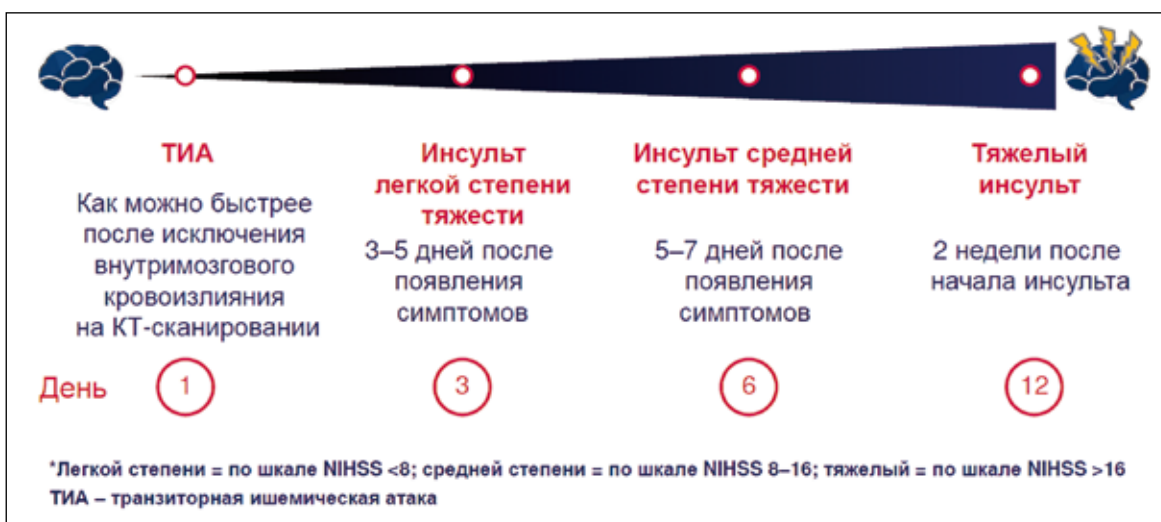 ТИА
Как можно быстрее
после исключения
внутримозгового
кровоизлияния
на КТ-сканировании
Инсульт
легкой степени
тяжести
3–5 дней после
появления
симптомов
Инсульт средней
степени тяжести
5–7 дней после
появления
симптомов
Тяжелый
инсульт
2 недели после
начала инсульта
День
1
3
6
12
*Легкой степени = по шкале NIHSS <8; средней степени = по шкале NIHSS 8–16; тяжелый = по шкале NIHSS >16
ТИА – транзиторная ишемическая атака